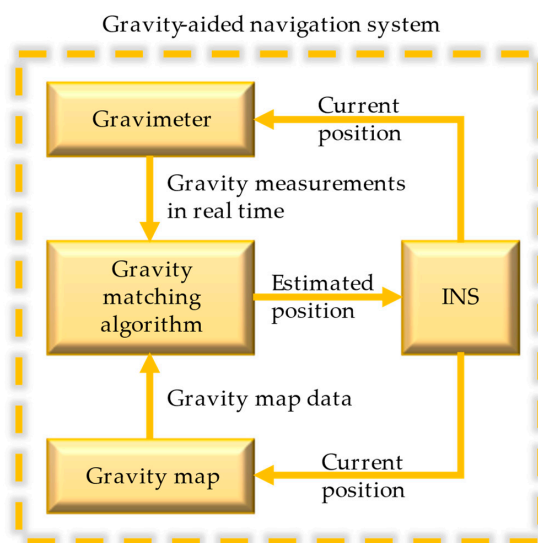 Gravity-aided navigation system
Gravimeter
Current
position
Gravity measurements
in real time
Gravity
matching
algorithm
Estimated
position
INS
Gravity map data
Gravity map
Current
position